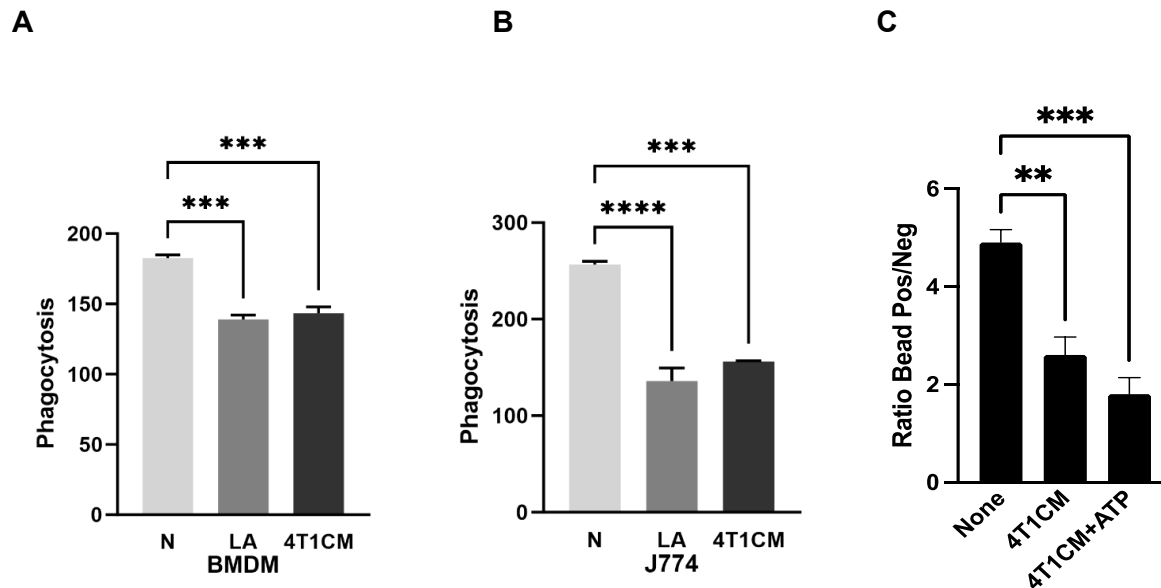 A
B
C
***
***
200
150
100
50
0
Phagocytosis
N LA 4T1CM
BMDM
***
****
300
200
100
0
Phagocytosis
N LA 4T1CM
J774
***
**
6
4
2
0
Ratio Bead Pos/Neg
None
4T1CM
4T1CM+ATP